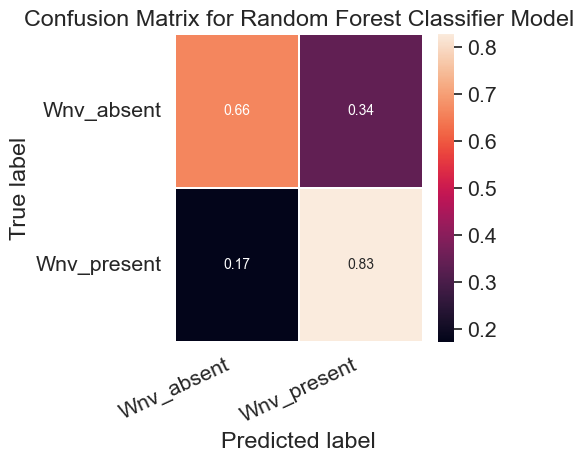 Confusion Matrix for Random Forest Classifier Model
True label
Wnv_absent
0.66 0.34
Wnv_present
0.17 0.83
Wnv_absent Wnv_present
Predicted label
0.8
0.7
0.6
0.5
0.4
0.3
0.2